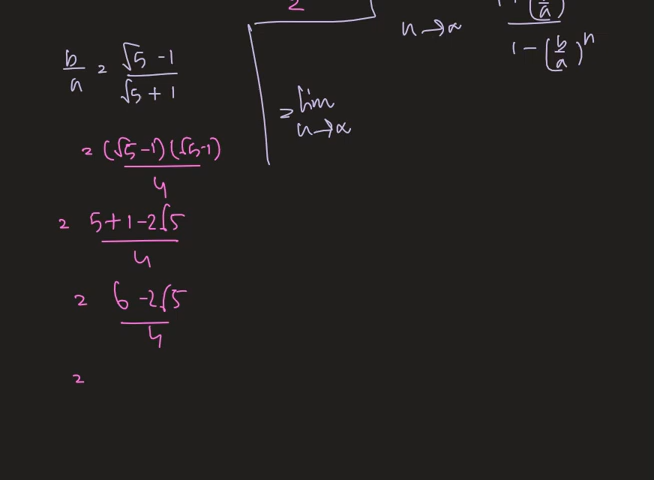 2
n→∝
1 - (b/a)^n
b/a = √5 - 1 / √5 + 1
= (√5-1)(√5-1) / 4
= lim n→∝
= 5+1-2√5 / 4
= 6-2√5 / 4
=